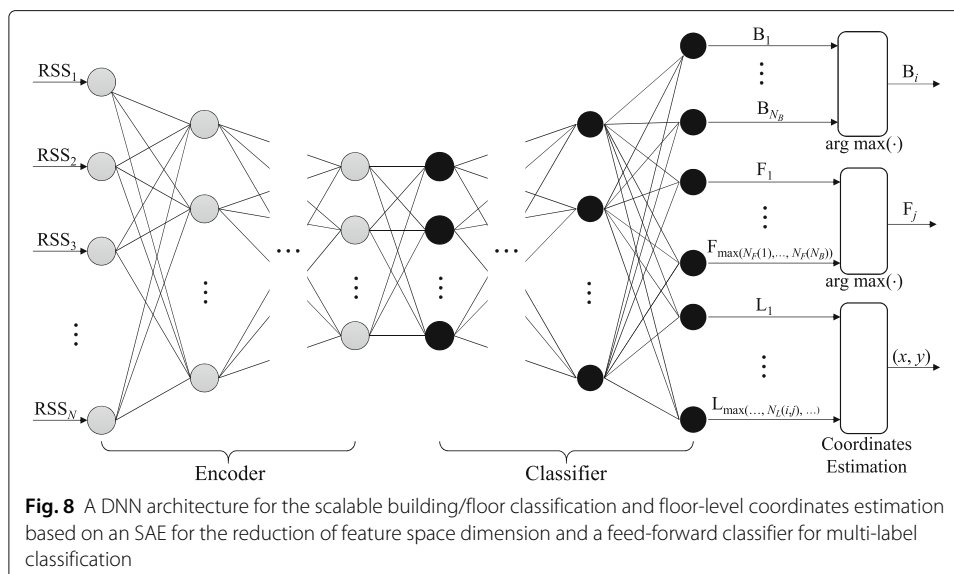 RSS1
RSS2
RSS3
⋮
RSSN
...
⋮
⋮
...
⋮
⋮
B1
⋮
BNB
arg max(·)
Bi
F1
⋮
Fmax(NF(1),..., NF(NB))
arg max(·)
Fj
L1
⋮
Lmax(..., NL(i,j), ...)
(x, y)
Coordinates
Estimation
Encoder
Classifier
Fig. 8 A DNN architecture for the scalable building/floor classification and floor-level coordinates estimation
based on an SAE for the reduction of feature space dimension and a feed-forward classifier for multi-label
classification